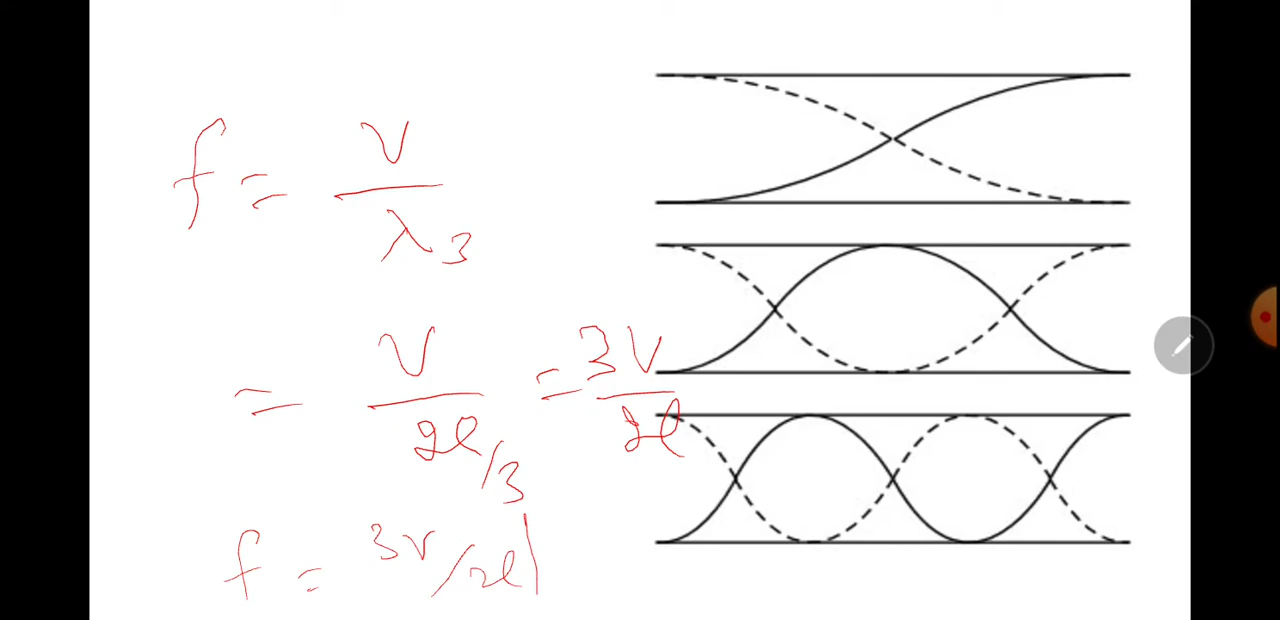 f = v / λ3
= v / 2l/3 = 3v / 2l
f = 3v/2l